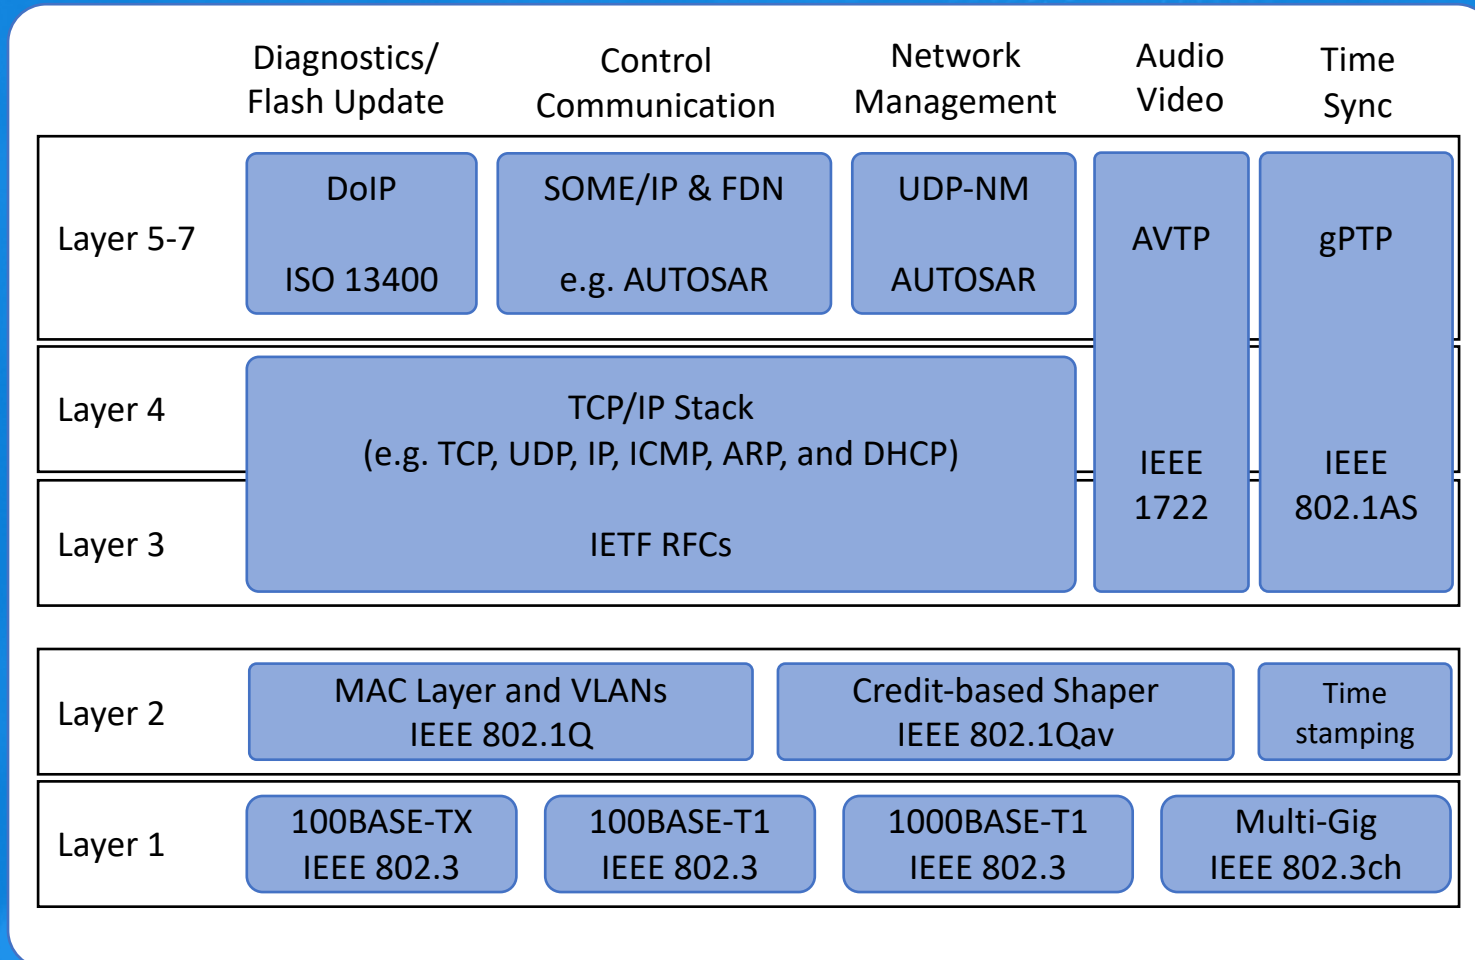 Diagnostics/
Flash Update
Control
Communication
Network
Management
Audio
Video
Time
Sync
Layer 5-7
DoIP
ISO 13400
SOME/IP & FDN
e.g. AUTOSAR
UDP-NM
AUTOSAR
AVTP
IEEE
1722
gPTP
IEEE
802.1AS
Layer 4
TCP/IP Stack
(e.g. TCP, UDP, IP, ICMP, ARP, and DHCP)
Layer 3
IETF RFCs
Layer 2
MAC Layer and VLANs
IEEE 802.1Q
Credit-based Shaper
IEEE 802.1Qav
Time
stamping
Layer 1
100BASE-TX
IEEE 802.3
100BASE-T1
IEEE 802.3
1000BASE-T1
IEEE 802.3
Multi-Gig
IEEE 802.3ch